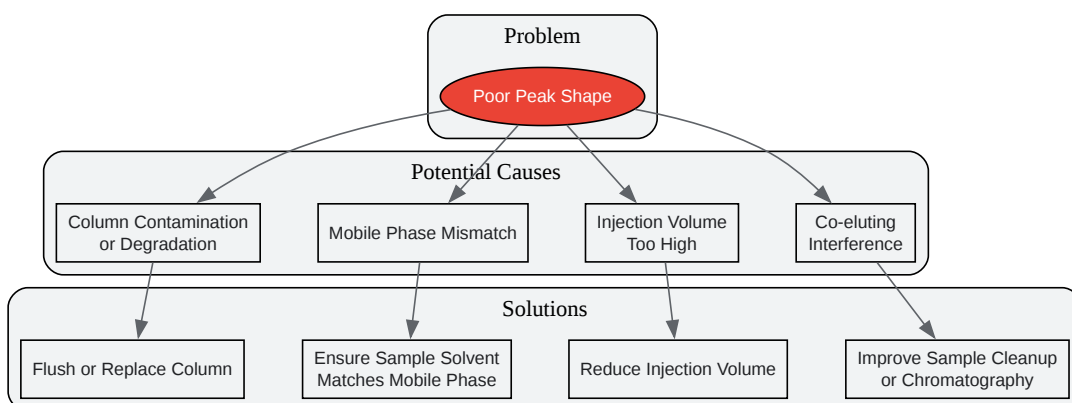 Problem
Poor Peak Shape
Potential Causes
Column Contamination
or Degradation
Mobile Phase Mismatch
Injection Volume
Too High
Co-eluting
Interference
Solutions
Flush or Replace Column
Ensure Sample Solvent
Matches Mobile Phase
Reduce Injection Volume
Improve Sample Cleanup
or Chromatography